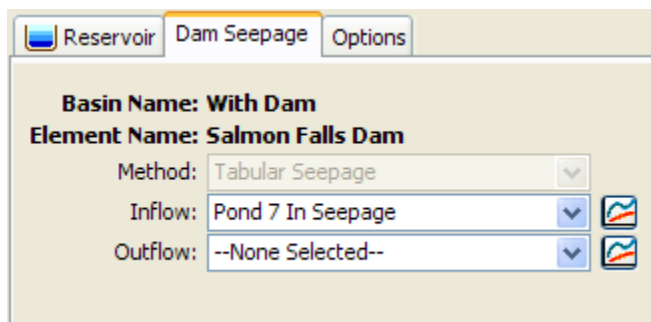 Reservoir Dam Seepage Options
Basin Name: With Dam
Element Name: Salmon Falls Dam
Method: Tabular Seepage
Inflow: Pond 7 In Seepage
Outflow: --None Selected--